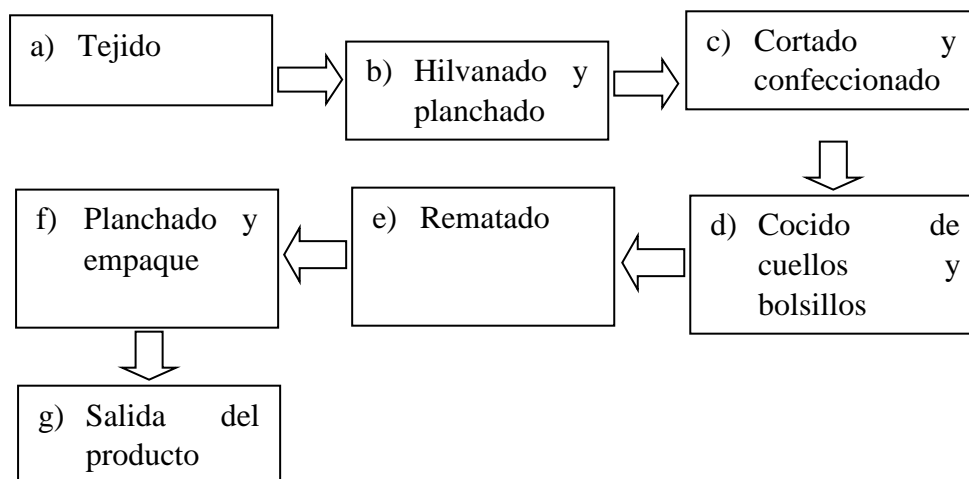 a) Tejido
b) Hilvanado y
planchado
c) Cortado y
confeccionado
d) Cocido de
cuellos y
bolsillos
e) Rematado
f) Planchado y
empaque
g) Salida del
producto